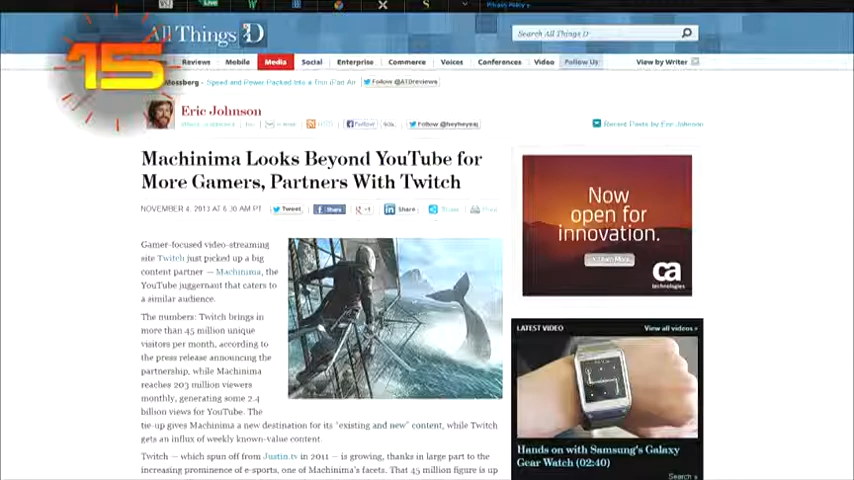 Privacy Policy
All Things D
Search All Things D
15
Reviews Mobile Media Social Enterprise Commerce Voices Conferences Video Follow Us View by Writer
Mossberg - Speed and Power Packed Into a Thin iPad Air Follow @ATDreviews
Eric Johnson
Follow Follow @heyheyesj Recent Posts by Eric Johnson
Machinima Looks Beyond YouTube for
More Gamers, Partners With Twitch
NOVEMBER 4, 2013 AT 6:30 AM PT Tweet Share +1 Share Share Print
Gamer-focused video-streaming
site Twitch just picked up a big
content partner — Machinima, the
YouTube juggernaut that caters to
a similar audience.
The numbers: Twitch brings in
more than 45 million unique
visitors per month, according to
the press release announcing the
partnership, while Machinima
reaches 203 million viewers
monthly, generating some 2.4
billion views for YouTube. The
tie-up gives Machinima a new destination for its "existing and new" content, while Twitch
gets an influx of weekly known-value content.
Twitch — which spun off from Justin.tv in 2011 — is growing, thanks in large part to the
increasing prominence of e-sports, one of Machinima's facets. That 45 million figure is up
Now
open for
innovation.
Learn More
ca
technologies
LATEST VIDEO View all videos »
Hands on with Samsung's Galaxy
Gear Watch (02:40)
Search »